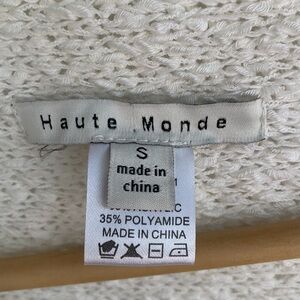 Haute Monde
S
made in
china
35% POLYAMIDE
MADE IN CHINA